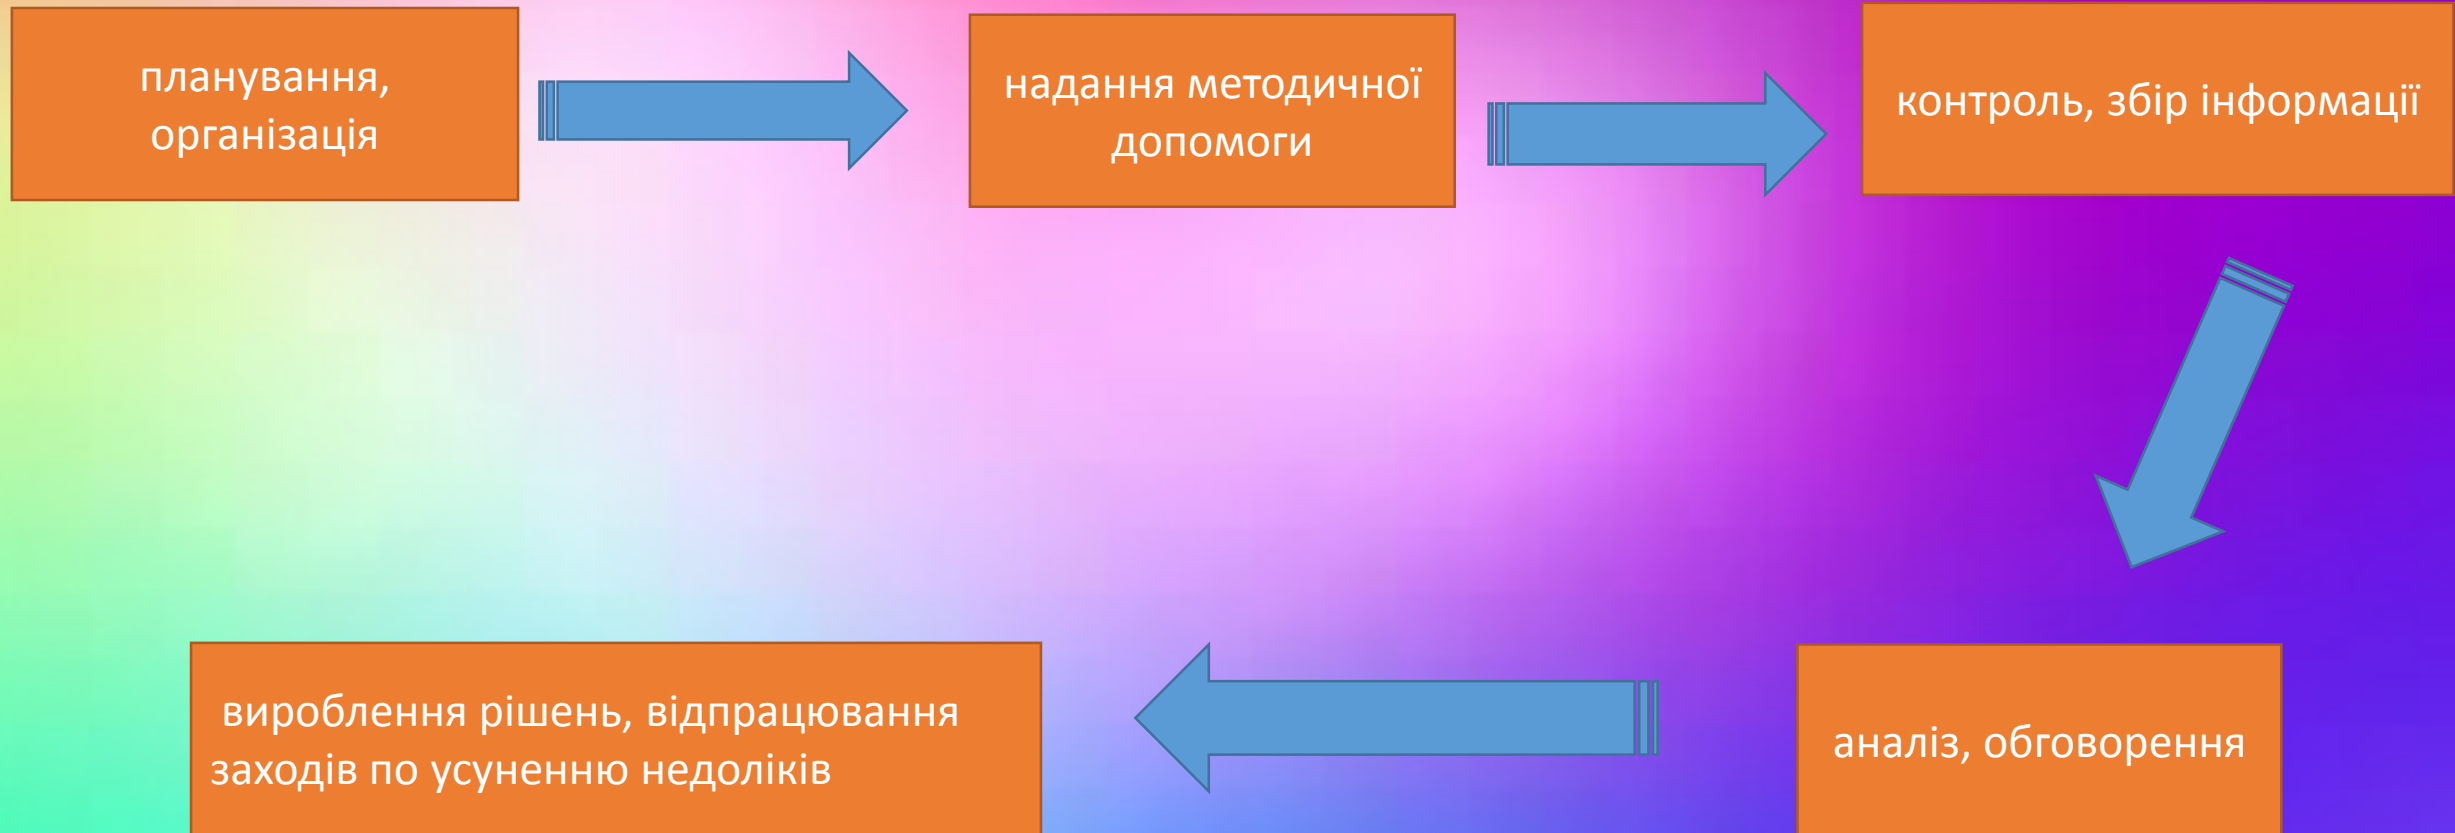 планування,
організація
надання методичної
допомоги
контроль, збір інформації
аналіз, обговорення
вироблення рішень, відпрацювання
заходів по усуненню недоліків